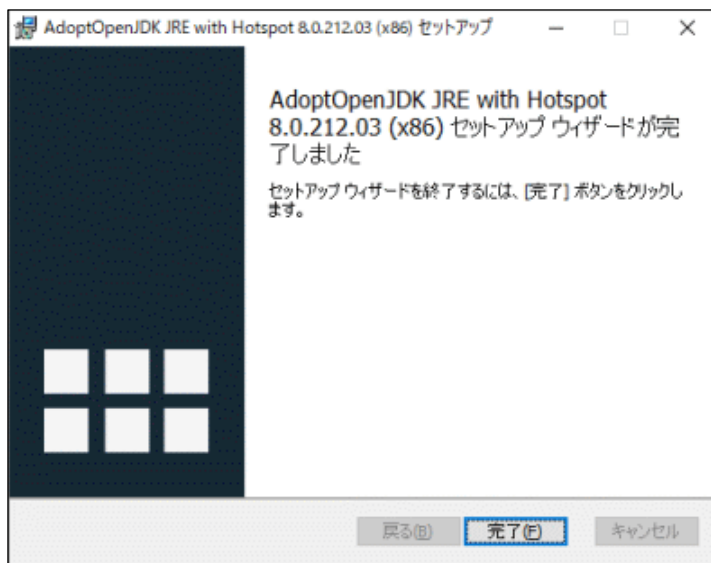 AdoptOpenJDK JRE with Hotspot 8.0.212.03 (x86) セットアップ
AdoptOpenJDK JRE with Hotspot
8.0.212.03 (x86) セットアップ ウィザードが完
了しました
セットアップ ウィザードを終了するには、[完了] ボタンをクリックし
ます。
戻る(B)
完了(F)
キャンセル